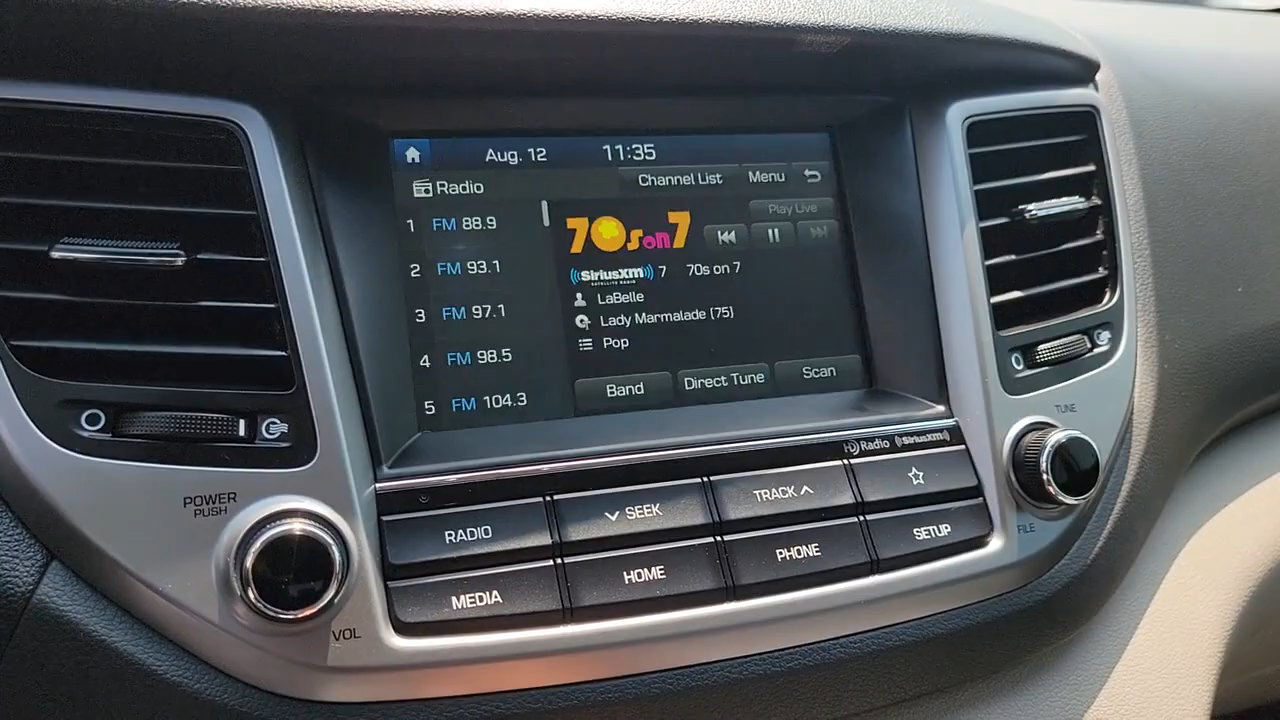 Aug. 12 11:35
Radio
Channel List Menu
Play Live
1 FM 88.9
2 FM 93.1
3 FM 97.1
4 FM 98.5
5 FM 104.3
70s on 7
SiriusXM 7 70s on 7
SATELLITE RADIO
LaBelle
Lady Marmalade (75)
Pop
Band Direct Tune Scan
HD Radio SiriusXM
RADIO SEEK TRACK
MEDIA HOME PHONE SETUP
POWER
PUSH
VOL
TUNE
FILE